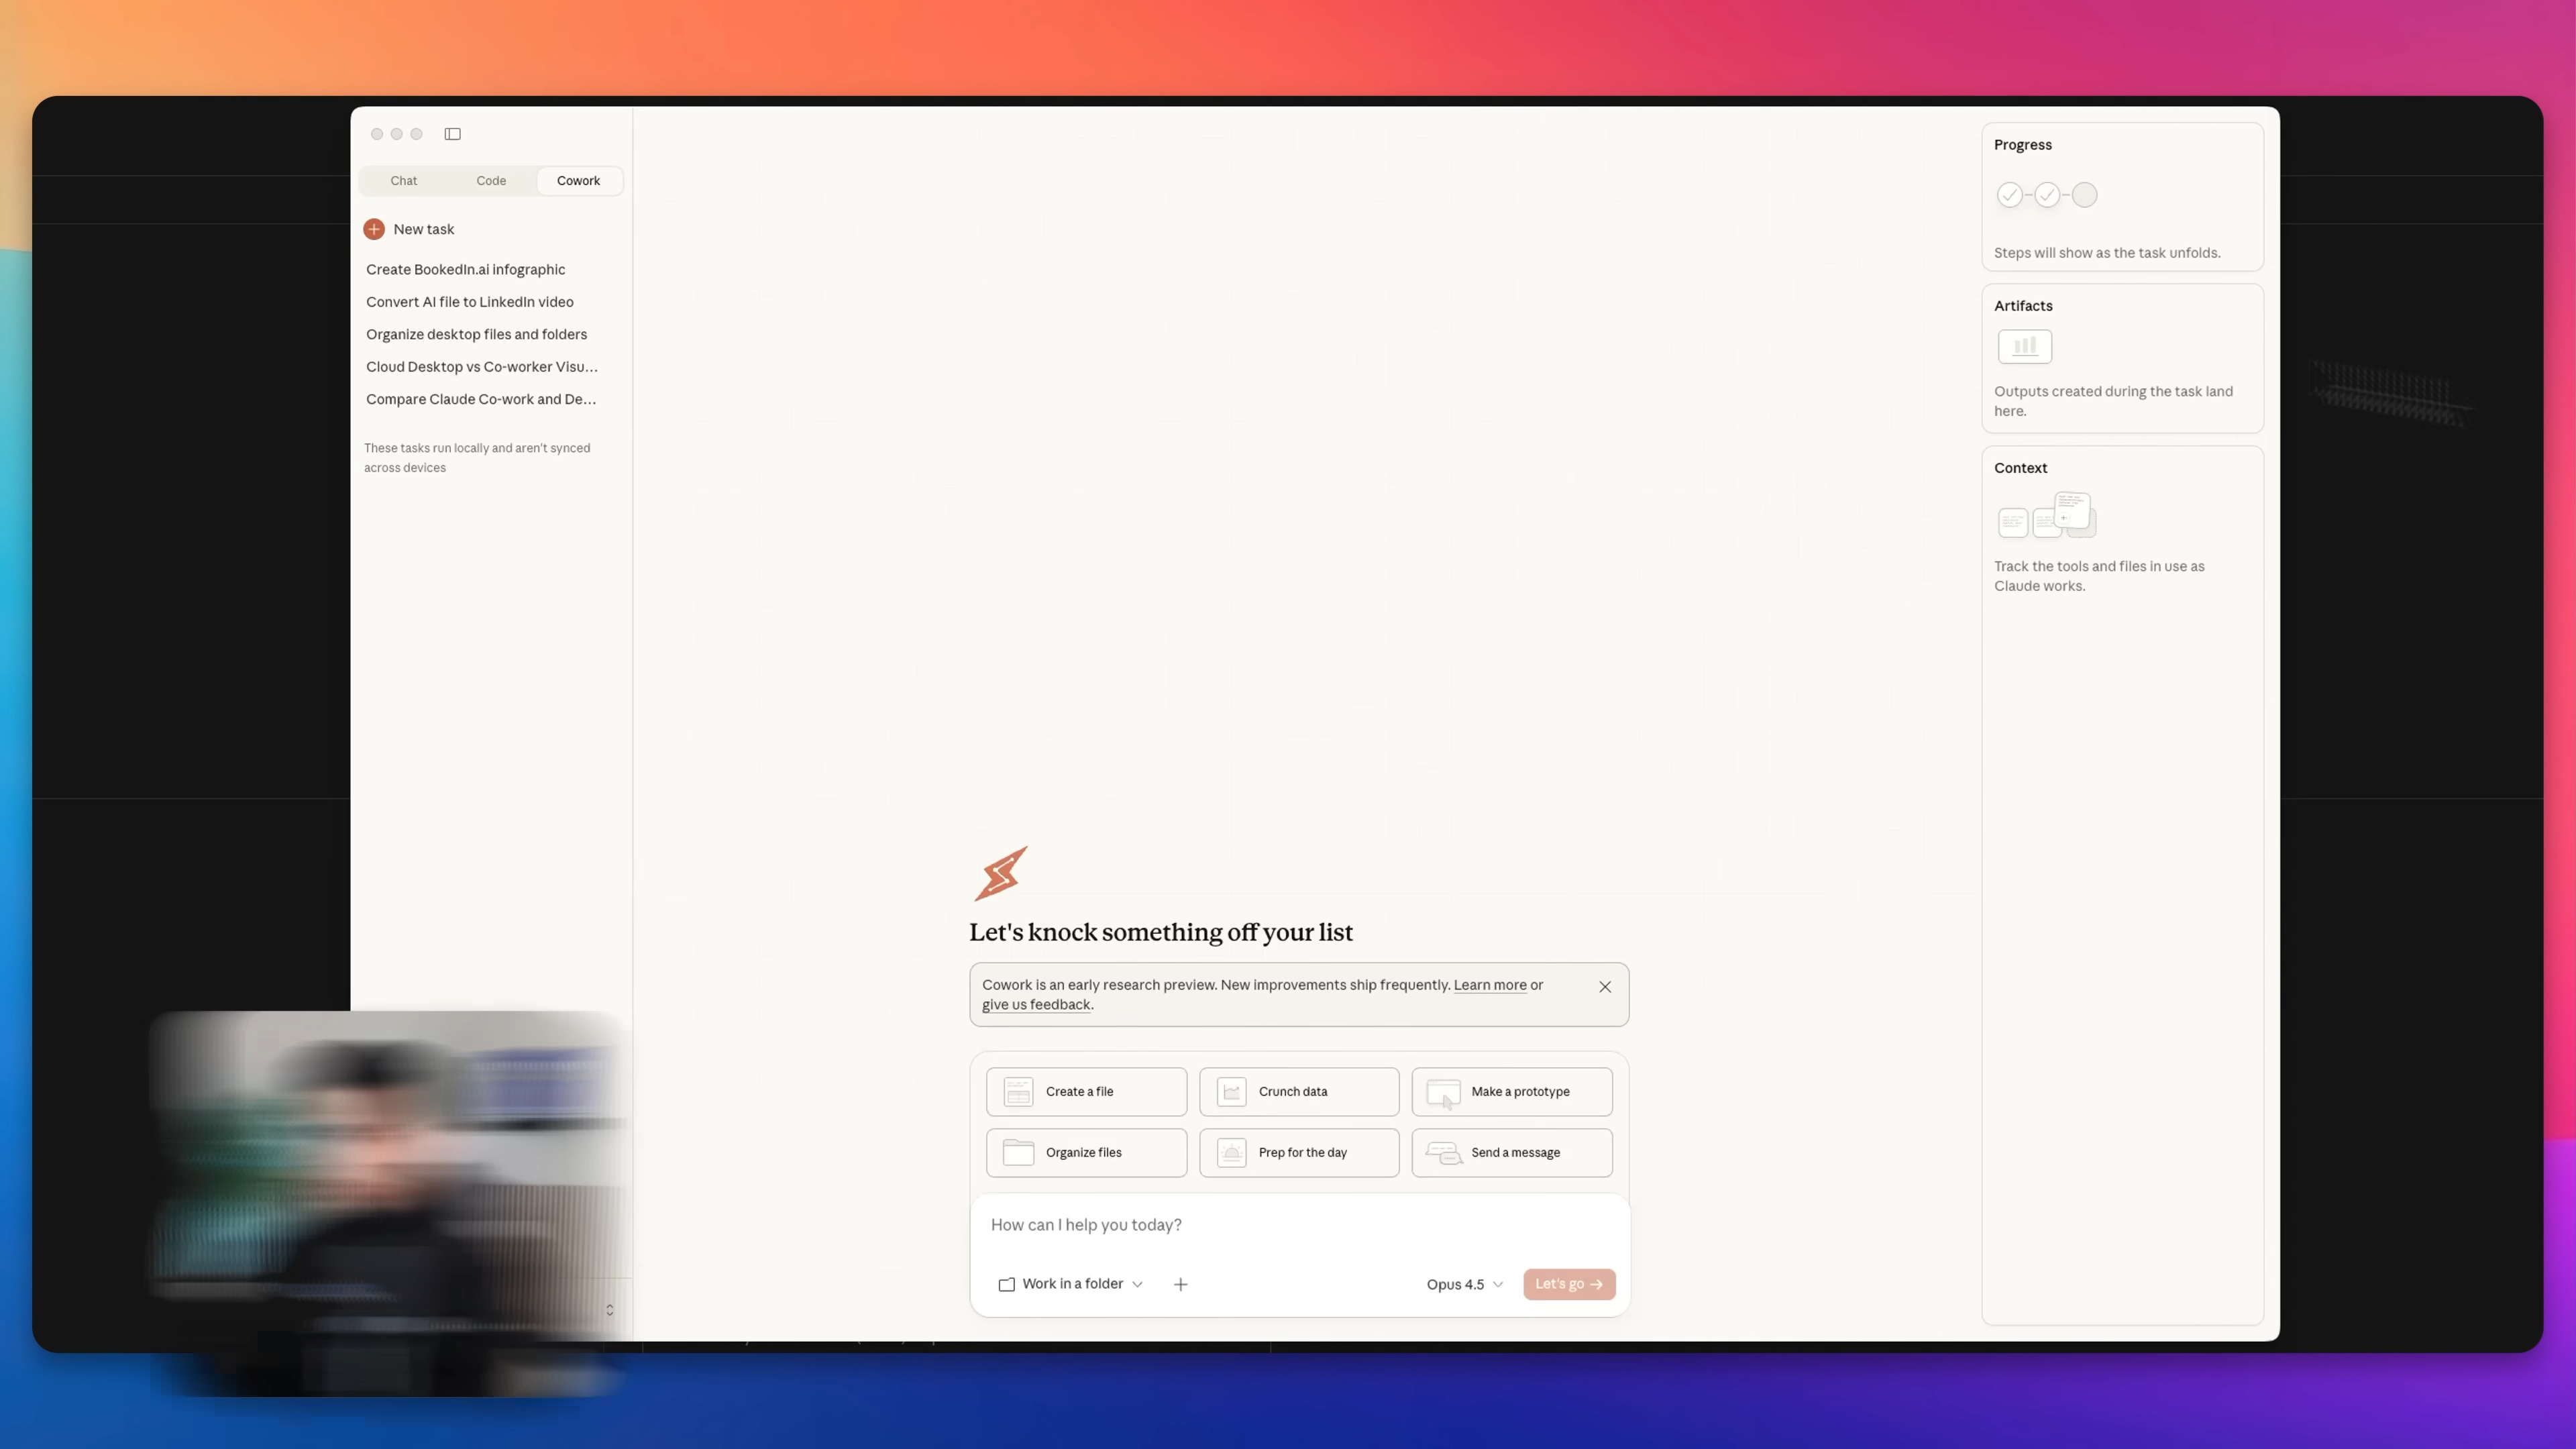 Chat
Code
Cowork
New task
Create BookedIn.ai infographic
Convert AI file to LinkedIn video
Organize desktop files and folders
Cloud Desktop vs Co-worker Visu...
Compare Claude Co-work and De...
These tasks run locally and aren't synced
across devices
Let's knock something off your list
Cowork is an early research preview. New improvements ship frequently. Learn more or
give us feedback.
Create a file
Crunch data
Make a prototype
Organize files
Prep for the day
Send a message
How can I help you today?
Work in a folder
Opus 4.5
Let's go
Progress
Steps will show as the task unfolds.
Artifacts
Outputs created during the task land
here.
Context
Track the tools and files in use as
Claude works.